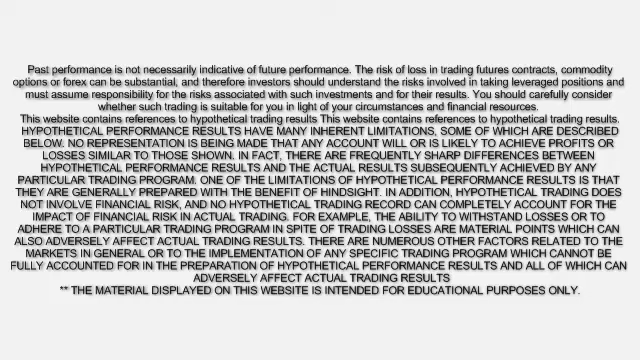 Past performance is not necessarily indicative of future performance. The risk of loss in trading futures contracts, commodity
options or forex can be substantial, and therefore investors should understand the risks involved in taking leveraged positions and
must assume responsibility for the risks associated with such investments and for their results. You should carefully consider
whether such trading is suitable for you in light of your circumstances and financial resources.
This website contains references to hypothetical trading results This website contains references to hypothetical trading results.
HYPOTHETICAL PERFORMANCE RESULTS HAVE MANY INHERENT LIMITATIONS, SOME OF WHICH ARE DESCRIBED
BELOW. NO REPRESENTATION IS BEING MADE THAT ANY ACCOUNT WILL OR IS LIKELY TO ACHIEVE PROFITS OR
LOSSES SIMILAR TO THOSE SHOWN. IN FACT, THERE ARE FREQUENTLY SHARP DIFFERENCES BETWEEN
HYPOTHETICAL PERFORMANCE RESULTS AND THE ACTUAL RESULTS SUBSEQUENTLY ACHIEVED BY ANY
PARTICULAR TRADING PROGRAM. ONE OF THE LIMITATIONS OF HYPOTHETICAL PERFORMANCE RESULTS IS THAT
THEY ARE GENERALLY PREPARED WITH THE BENEFIT OF HINDSIGHT. IN ADDITION, HYPOTHETICAL TRADING DOES
NOT INVOLVE FINANCIAL RISK, AND NO HYPOTHETICAL TRADING RECORD CAN COMPLETELY ACCOUNT FOR THE
IMPACT OF FINANCIAL RISK IN ACTUAL TRADING. FOR EXAMPLE, THE ABILITY TO WITHSTAND LOSSES OR TO
ADHERE TO A PARTICULAR TRADING PROGRAM IN SPITE OF TRADING LOSSES ARE MATERIAL POINTS WHICH CAN
ALSO ADVERSELY AFFECT ACTUAL TRADING RESULTS. THERE ARE NUMEROUS OTHER FACTORS RELATED TO THE
MARKETS IN GENERAL OR TO THE IMPLEMENTATION OF ANY SPECIFIC TRADING PROGRAM WHICH CANNOT BE
FULLY ACCOUNTED FOR IN THE PREPARATION OF HYPOTHETICAL PERFORMANCE RESULTS AND ALL OF WHICH CAN
ADVERSELY AFFECT ACTUAL TRADING RESULTS
** THE MATERIAL DISPLAYED ON THIS WEBSITE IS INTENDED FOR EDUCATIONAL PURPOSES ONLY.